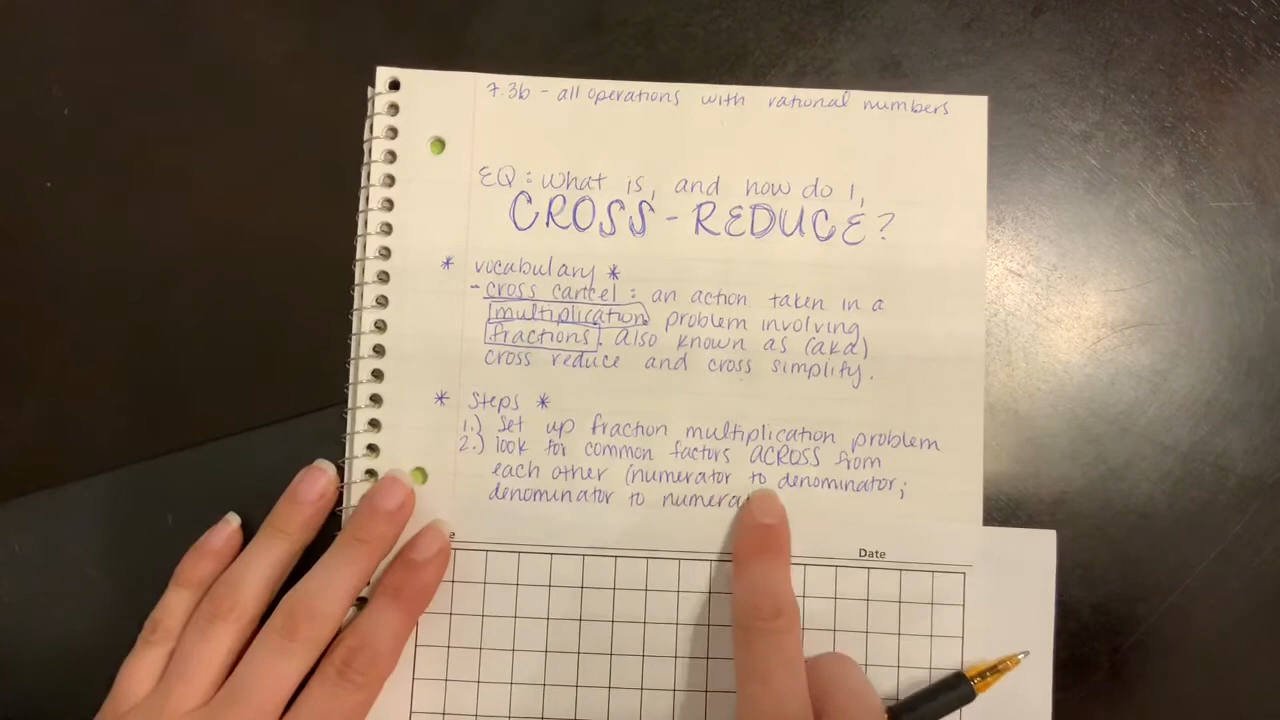 7.3b - all operations with rational numbers
EQ: What is, and how do I,
CROSS-REDUCE?
* vocabulary *
- cross cancel : an action taken in a
multiplication problem involving
fractions. Also known as (aka)
cross reduce and cross simplify.
* Steps *
1.) Set up fraction multiplication problem
2.) look for common factors ACROSS from
each other (numerator to denominator;
denominator to
Date